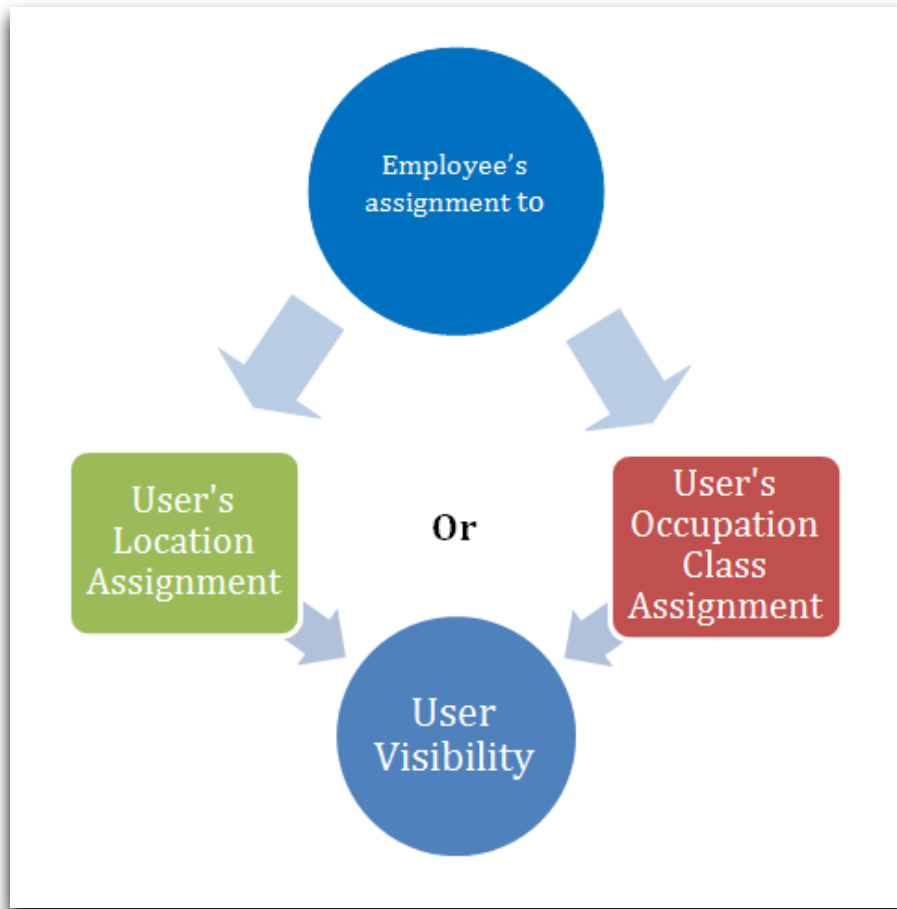 Employee’s
assignment to
User's
Location
Assignment
Or
User's
Occupation
Class
Assignment
User
Visibility